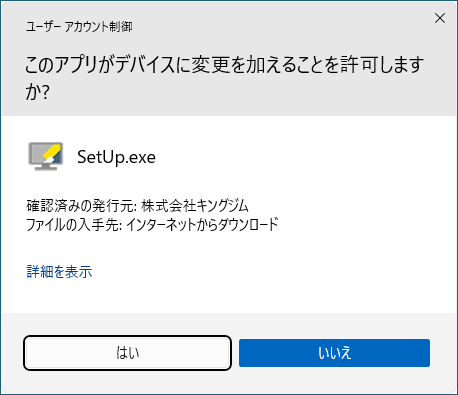 ユーザー アカウント制御
このアプリがデバイスに変更を加えることを許可します
か?
SetUp.exe
確認済みの発行元: 株式会社キングジム
ファイルの入手先: インターネットからダウンロード
詳細を表示
はい
いいえ